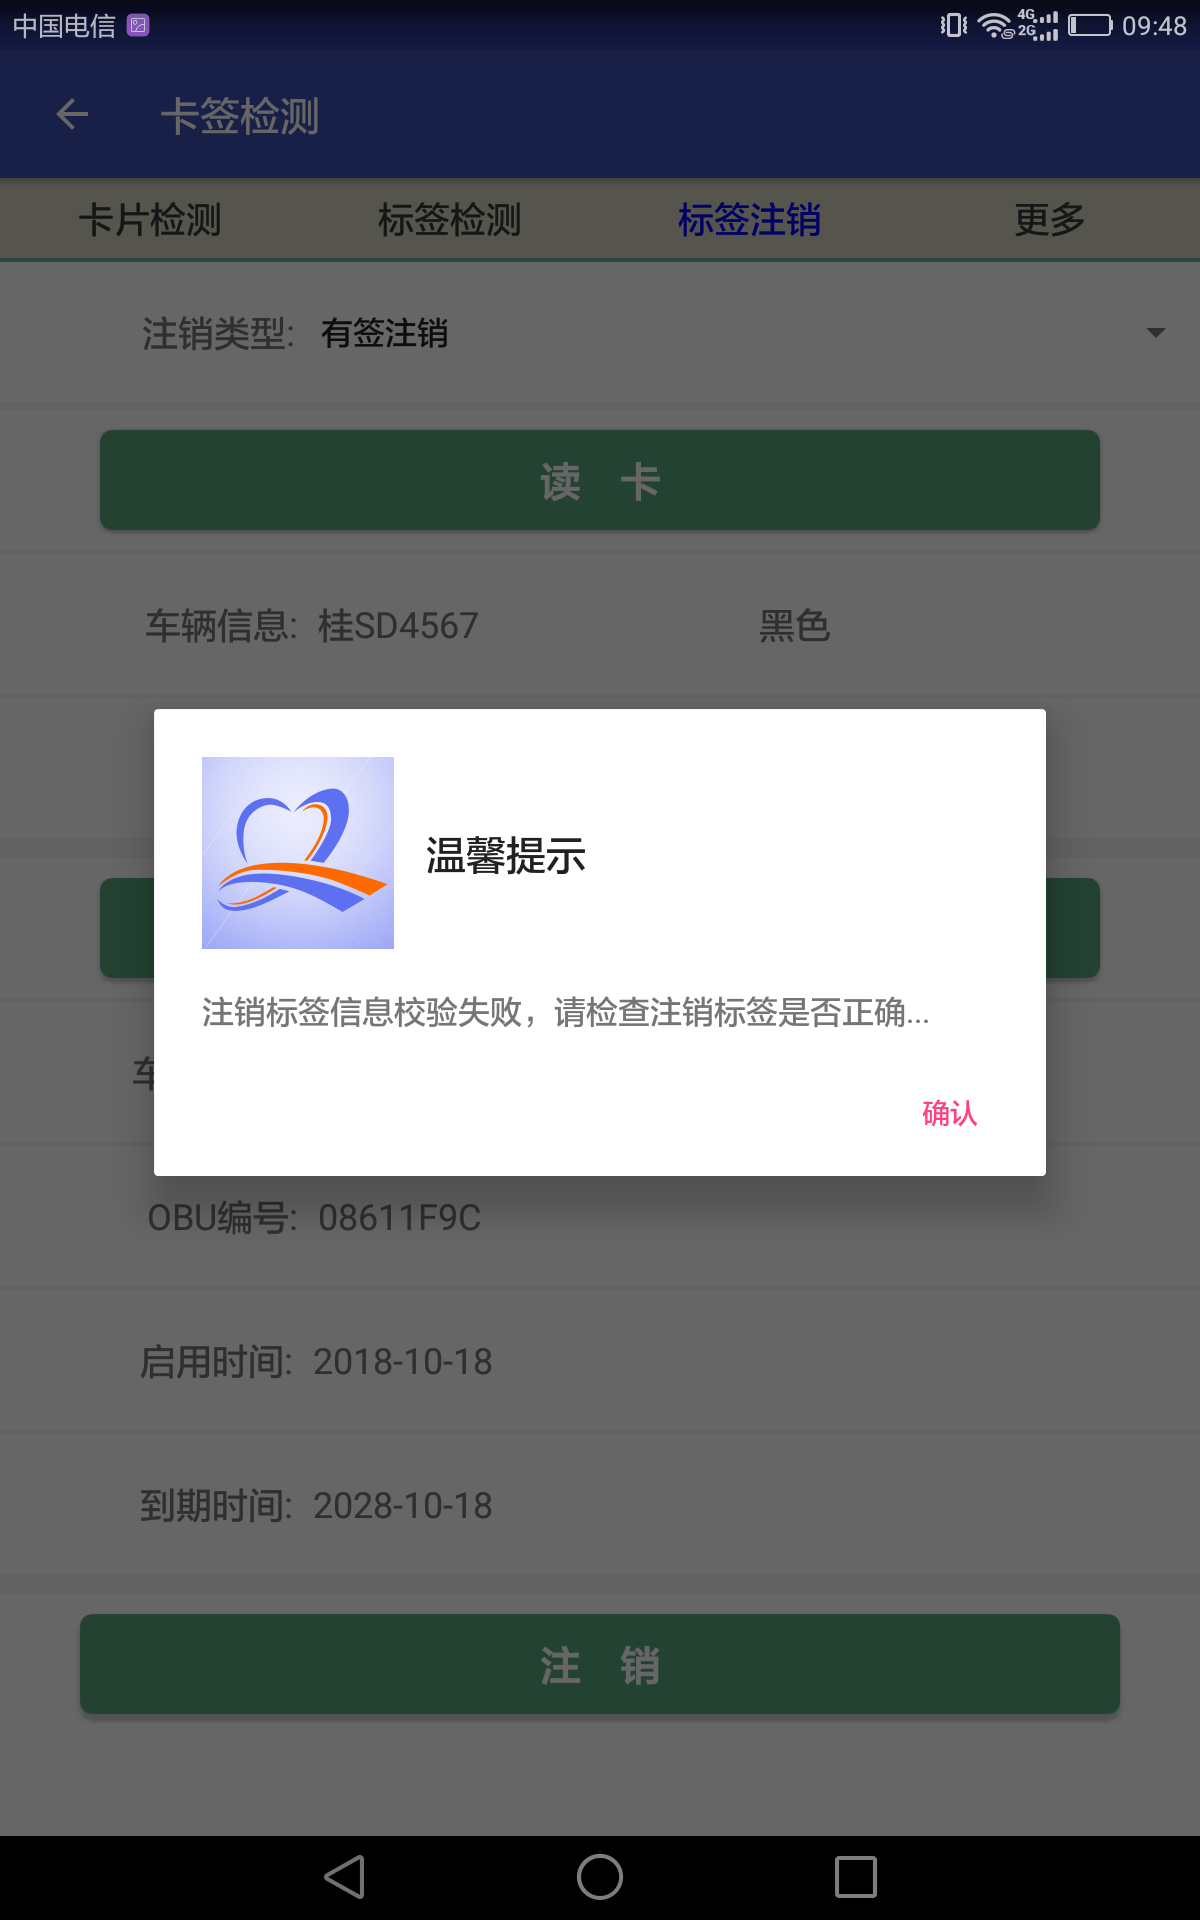 中国电信
4G
2G
09:48
卡签检测
卡片检测 标签检测 标签注销 更多
注销类型: 有签注销
读 卡
车辆信息: 桂SD4567 黑色
温馨提示
注销标签信息校验失败，请检查注销标签是否正确...
确认
OBU编号: 08611F9C
启用时间: 2018-10-18
到期时间: 2028-10-18
注 销